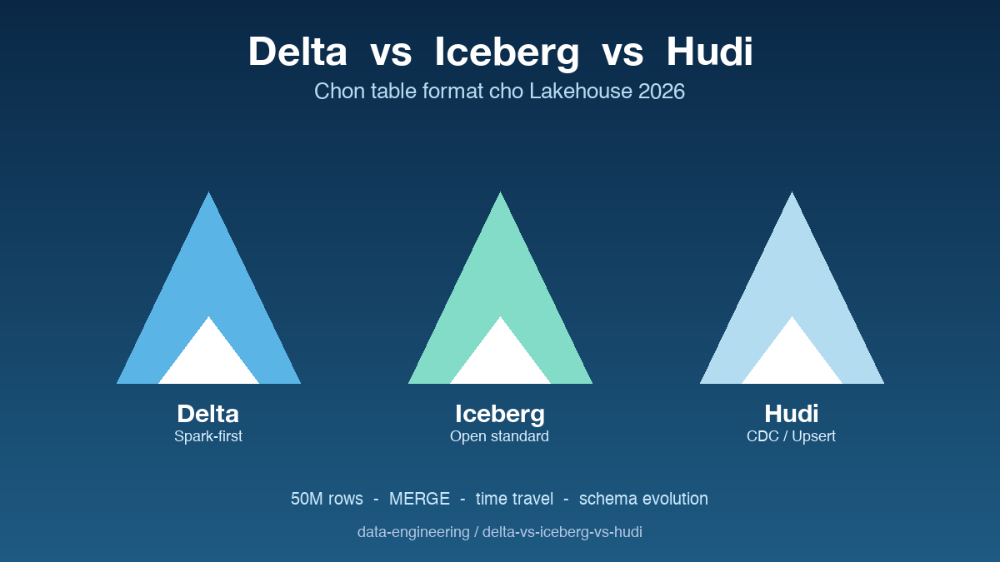 Delta vs Iceberg vs Hudi
Chon table format cho Lakehouse 2026
Delta
Spark-first
Iceberg
Open standard
Hudi
CDC / Upsert
50M rows - MERGE - time travel - schema evolution
data-engineering / delta-vs-iceberg-vs-hudi